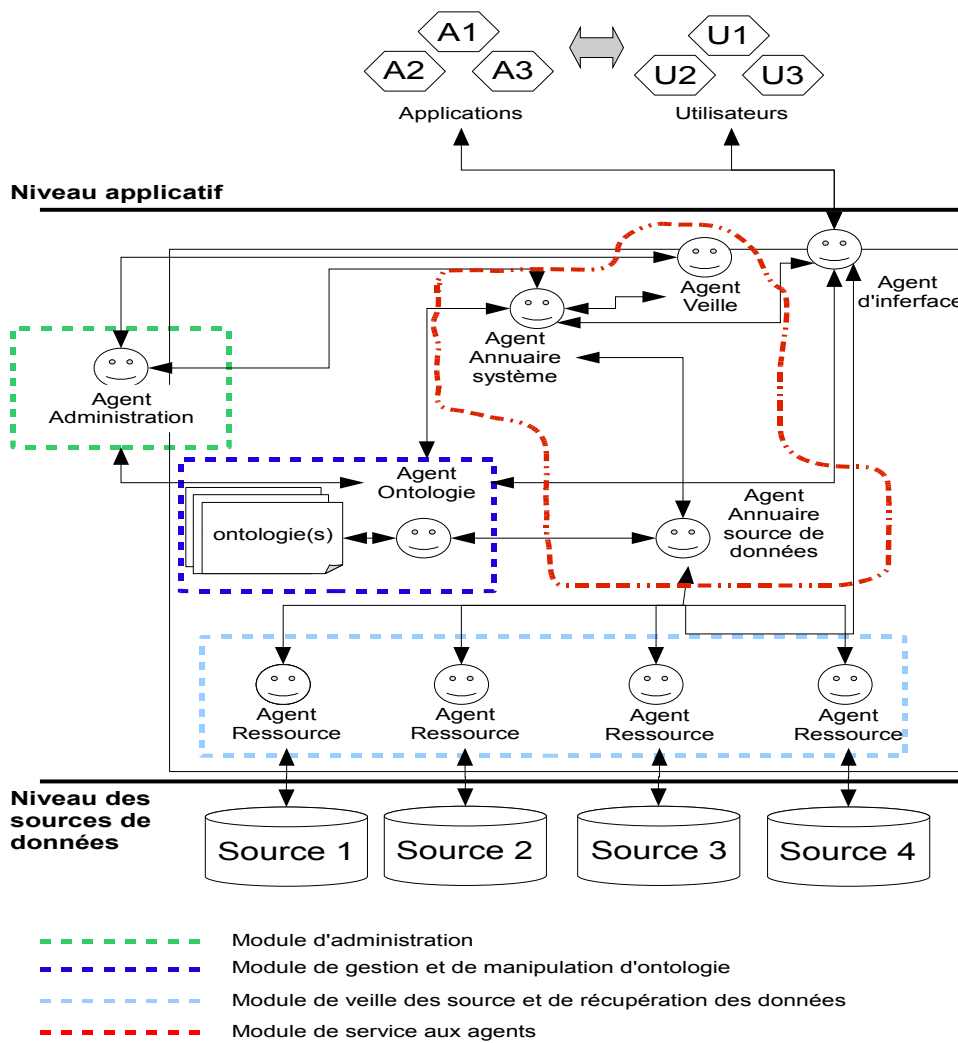 A1
A2
A3
U1
U2
U3
Applications
Utilisateurs
Niveau applicatif
Agent
Veille
Agent
d'inferface
Agent
Annuaire
système
Agent
Administration
Agent
Ontologie
ontologie(s)
Agent
Annuaire
source de
données
Agent
Ressource
Agent
Ressource
Agent
Ressource
Agent
Ressource
Niveau des
sources de
données
Source 1
Source 2
Source 3
Source 4
Module d'administration
Module de gestion et de manipulation d'ontologie
Module de veille des source et de récupération des données
Module de service aux agents